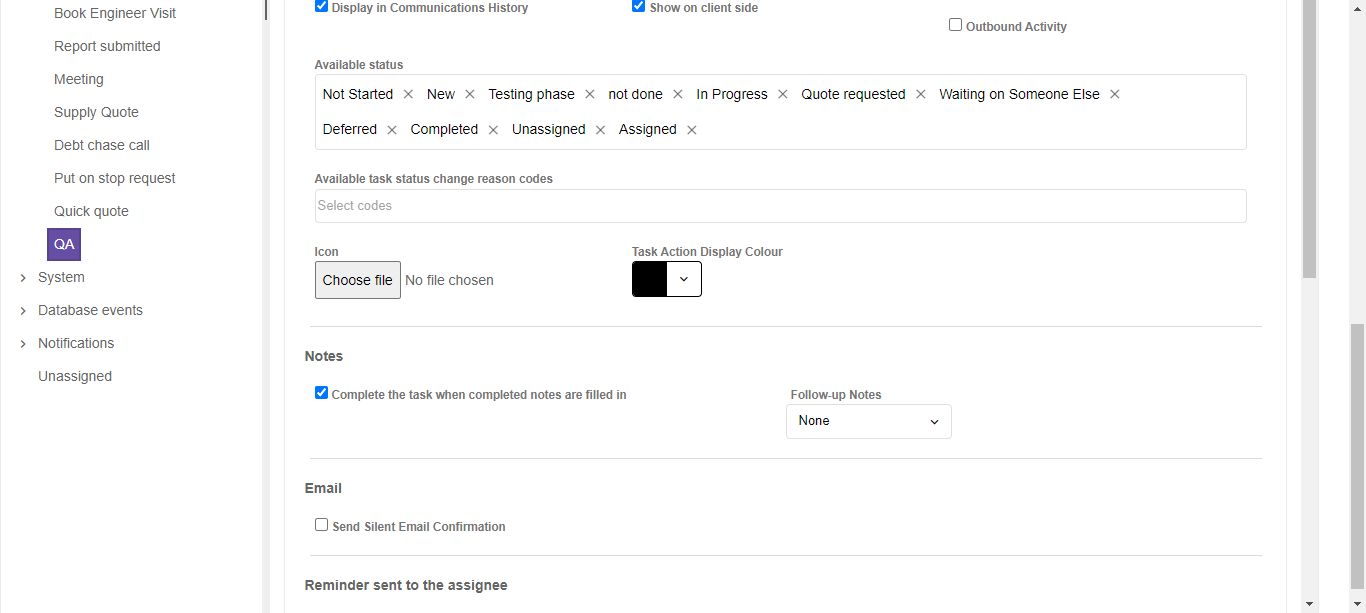 Book Engineer Visit
Report submitted
Meeting
Supply Quote
Debt chase call
Put on stop request
Quick quote
QA
System
Database events
Notifications
Unassigned
Display in Communications History
Show on client side
Outbound Activity
Available status
Not Started × New × Testing phase × not done × In Progress × Quote requested × Waiting on Someone Else ×
Deferred × Completed × Unassigned × Assigned ×
Available task status change reason codes
Select codes
Icon
Task Action Display Colour
Choose file No file chosen
Notes
Complete the task when completed notes are filled in
Follow-up Notes
None
Email
Send Silent Email Confirmation
Reminder sent to the assignee